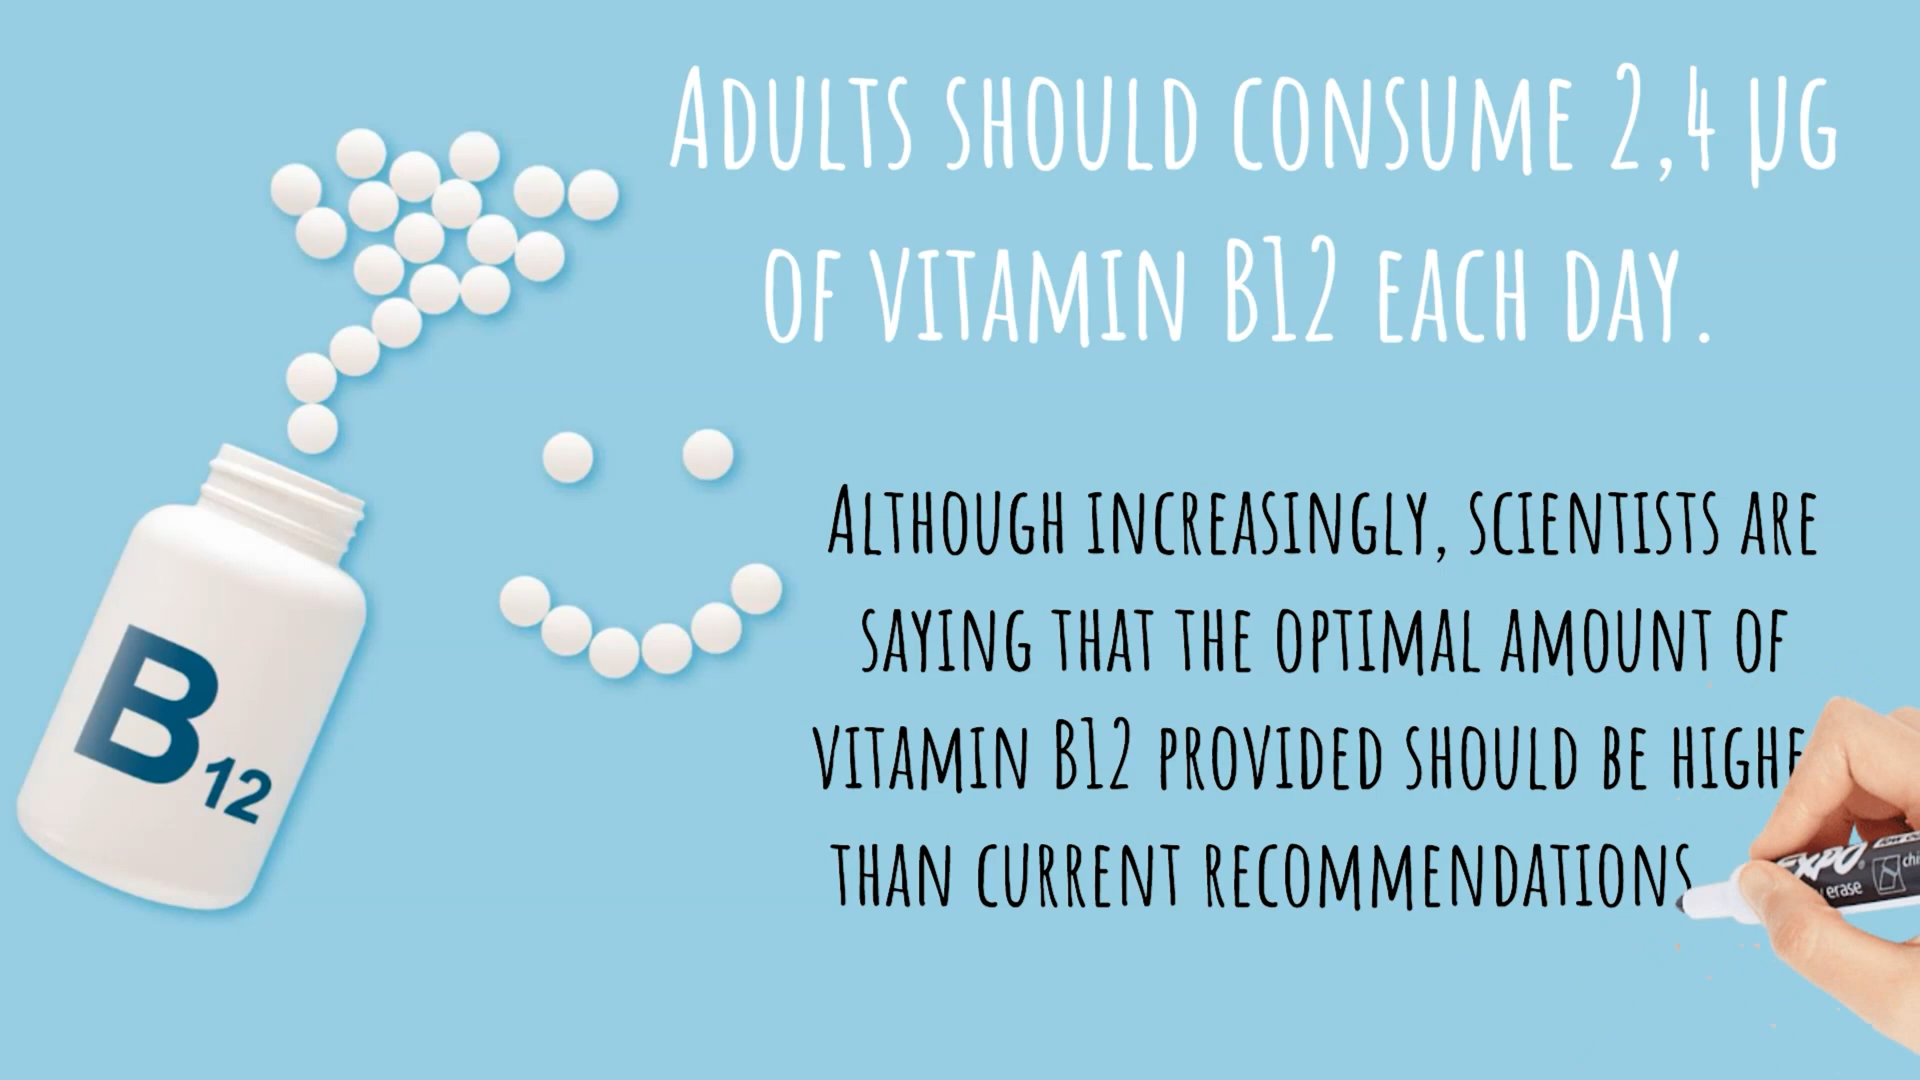 Adults should consume 2,4 µg
of vitamin B12 each day.
Although increasingly, scientists are
saying that the optimal amount of
vitamin B12 provided should be
than current recommendations
B12
EXPO
erase